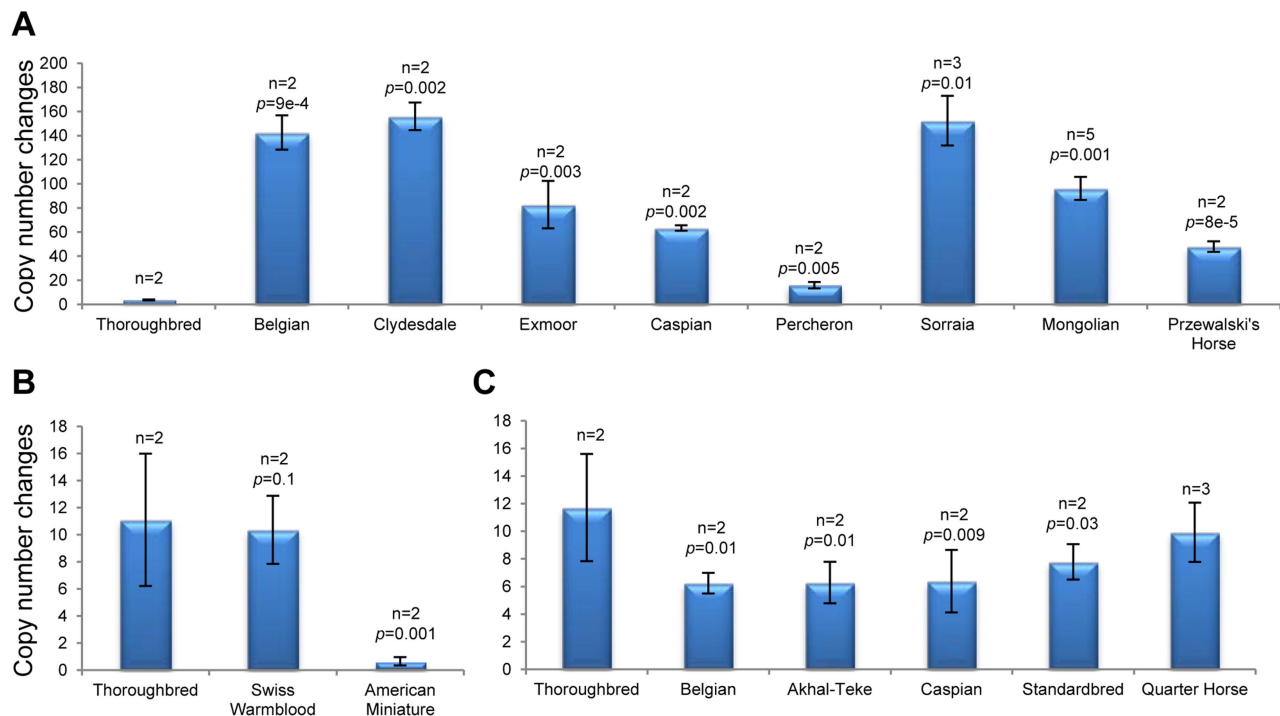 A
Copy number changes
200
180
160
140
120
100
80
60
40
20
0
n=2
n=2
p=9e-4
n=2
p=0.002
n=2
p=0.003
n=2
p=0.002
n=2
p=0.005
n=3
p=0.01
n=5
p=0.001
n=2
p=8e-5
Thoroughbred
Belgian
Clydesdale
Exmoor
Caspian
Percheron
Sorraia
Mongolian
Przewalski's
Horse
B
Copy number changes
18
16
14
12
10
8
6
4
2
0
n=2
n=2
p=0.1
n=2
p=0.001
Thoroughbred
Swiss
Warmblood
American
Miniature
C
18
16
14
12
10
8
6
4
2
0
n=2
n=2
p=0.01
n=2
p=0.01
n=2
p=0.009
n=2
p=0.03
n=3
Thoroughbred
Belgian
Akhal-Teke
Caspian
Standardbred
Quarter Horse